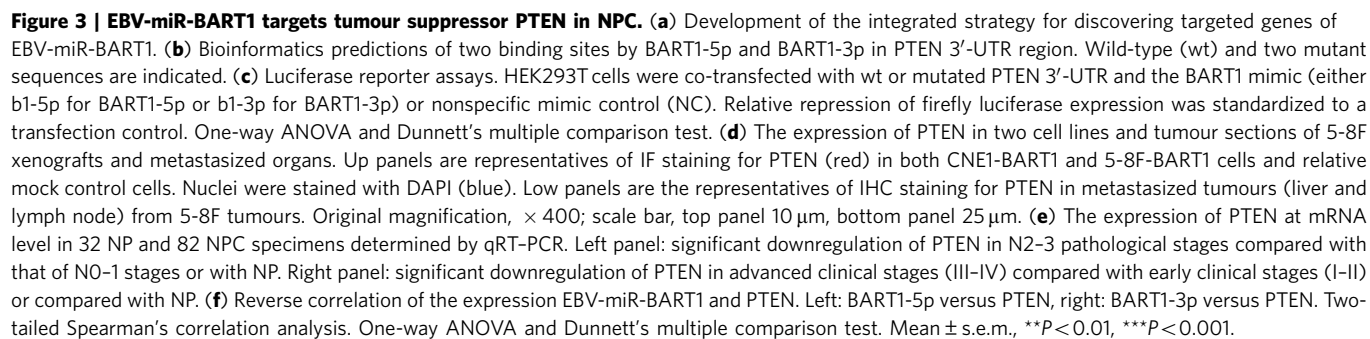 Figure 3 | EBV-miR-BART1 targets tumour suppressor PTEN in NPC. (a) Development of the integrated strategy for discovering targeted genes of
EBV-miR-BART1. (b) Bioinformatics predictions of two binding sites by BART1-5p and BART1-3p in PTEN 3′-UTR region. Wild-type (wt) and two mutant
sequences are indicated. (c) Luciferase reporter assays. HEK293T cells were co-transfected with wt or mutated PTEN 3′-UTR and the BART1 mimic (either
b1-5p for BART1-5p or b1-3p for BART1-3p) or nonspecific mimic control (NC). Relative repression of firefly luciferase expression was standardized to a
transfection control. One-way ANOVA and Dunnett's multiple comparison test. (d) The expression of PTEN in two cell lines and tumour sections of 5-8F
xenografts and metastasized organs. Up panels are representatives of IF staining for PTEN (red) in both CNE1-BART1 and 5-8F-BART1 cells and relative
mock control cells. Nuclei were stained with DAPI (blue). Low panels are the representatives of IHC staining for PTEN in metastasized tumours (liver and
lymph node) from 5-8F tumours. Original magnification, × 400; scale bar, top panel 10 μm, bottom panel 25 μm. (e) The expression of PTEN at mRNA
level in 32 NP and 82 NPC specimens determined by qRT–PCR. Left panel: significant downregulation of PTEN in N2–3 pathological stages compared with
that of N0–1 stages or with NP. Right panel: significant downregulation of PTEN in advanced clinical stages (III–IV) compared with early clinical stages (I–II)
or compared with NP. (f) Reverse correlation of the expression EBV-miR-BART1 and PTEN. Left: BART1-5p versus PTEN, right: BART1-3p versus PTEN. Two-
tailed Spearman's correlation analysis. One-way ANOVA and Dunnett's multiple comparison test. Mean ± s.e.m., **P<0.01, ***P<0.001.